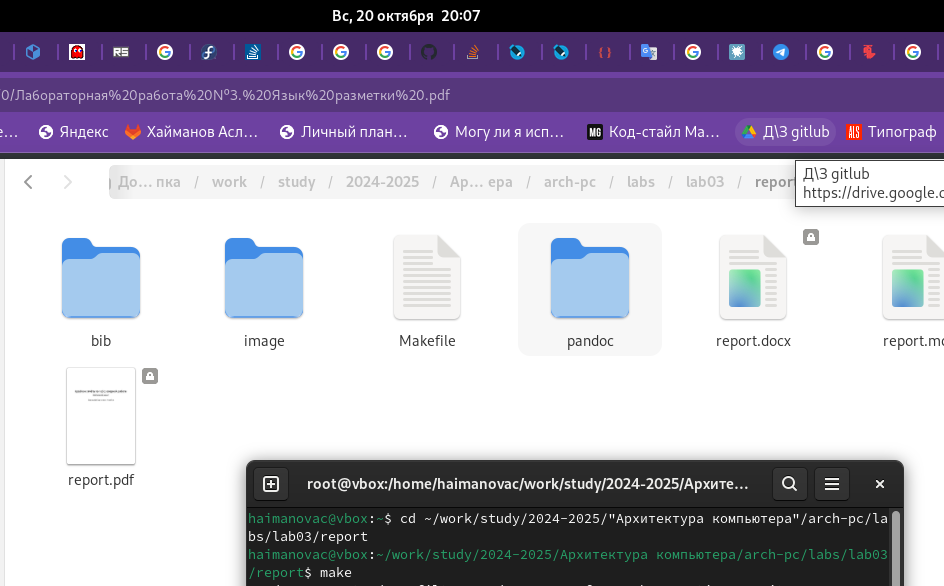 Вс, 20 октября 20:07
/0/Лабораторная%20работа%20№3.%20Язык%20разметки%20.pdf
е… Яндекс Хайманов Асл… Личный план… Могу ли я исп… Код-стайл Ма… Д\З gitlub Типограф
До… пка / work / study / 2024-2025 / Ар… ера / arch-pc / labs / lab03 / report
Д\З gitlub
https://drive.google.c
bib image Makefile pandoc report.docx report.mc
report.pdf
root@vbox:/home/haimanovac/work/study/2024-2025/Архите…
haimanovac@vbox:~$ cd ~/work/study/2024-2025/"Архитектура компьютера"/arch-pc/la
bs/lab03/report
haimanovac@vbox:~/work/study/2024-2025/Архитектура компьютера/arch-pc/labs/lab03
/report$ make